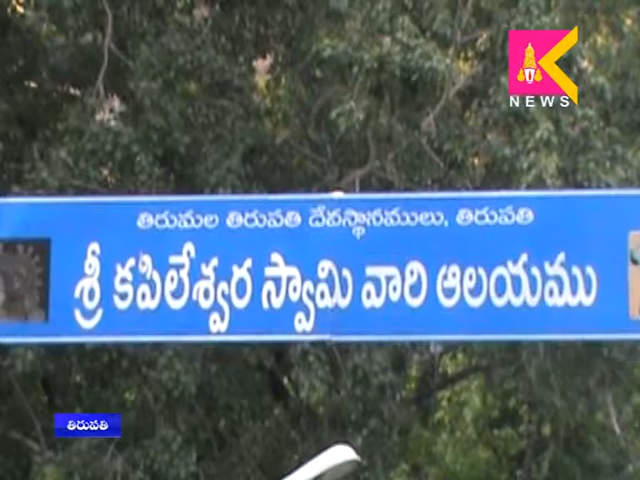 K
NEWS
తిరుమల తిరుపతి దేవస్థానములు, తిరుపతి
శ్రీ కపిలేశ్వర స్వామి వారి ఆలయము
తిరుపతి